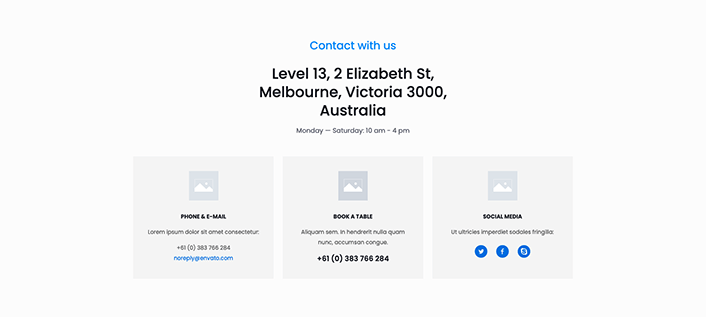 Contact with us
Level 13, 2 Elizabeth St,
Melbourne, Victoria 3000,
Australia
Monday — Saturday: 10 am - 4 pm
PHONE & E-MAIL
Lorem ipsum dolor sit amet consectetur:
+61 (0) 383 766 284
noreply@envato.com
BOOK A TABLE
Aliquam sem. In hendrerit nulla quam
nunc, accumsan congue.
+61 (0) 383 766 284
SOCIAL MEDIA
Ut ultricies imperdiet sodales fringilla: